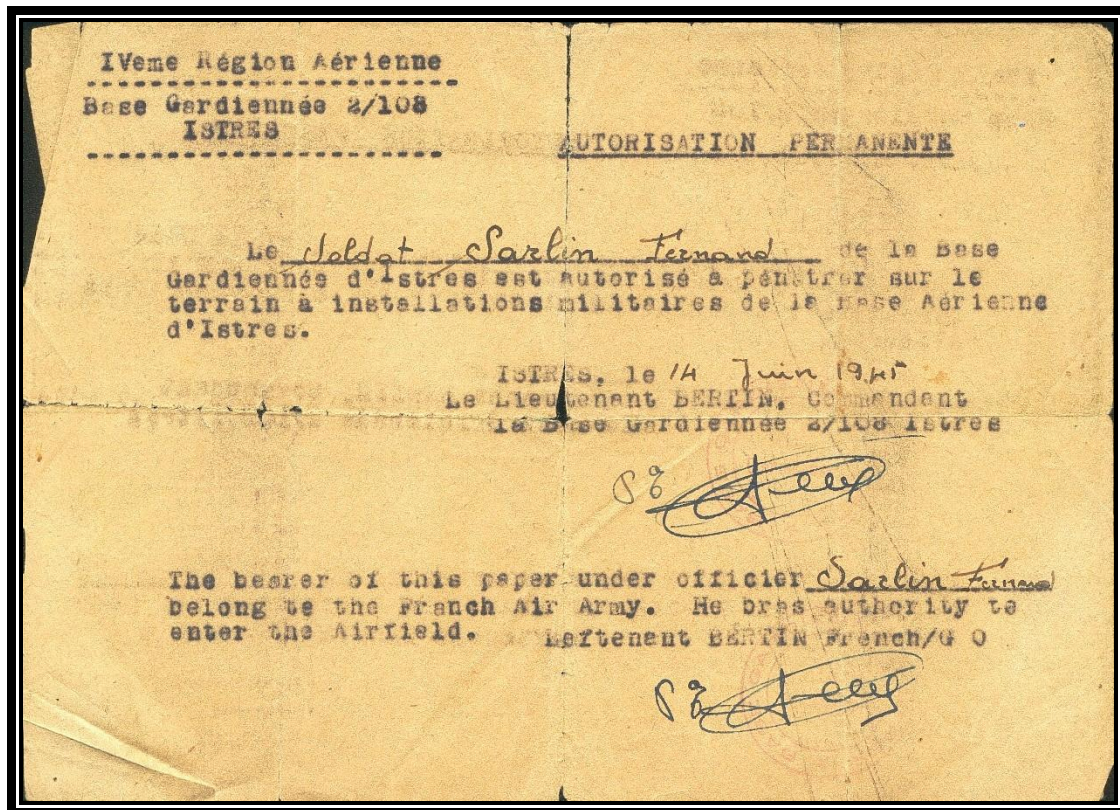 IVeme Région Aérienne
Base Gardiennée 2/108
ISTRES
AUTORISATION PERMANENTE
Le Soldat Sarlin Fernand de la Base
Gardiennée d'Istres est autorisé à pénétrer sur le
terrain à installations militaires de la Base Aérienne
d'Istres.
ISTRES, le 14 Juin 1945
Le Lieutenant BERTIN, Commandant
la Base Gardiennée 2/108 Istres
The bearer of this paper under officier Sarlin Fernand
belong to the French Air Army. He bras authority to
enter the Airfield.
Leftenant BERTIN French/G O